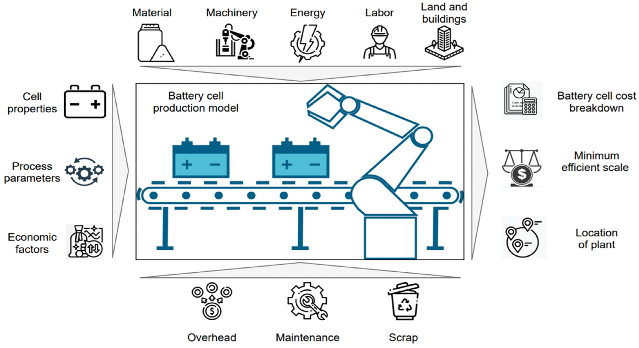 Material
Machinery
Energy
Labor
Land and
buildings
Cell
properties
Process
parameters
Economic
factors
Battery cell
production model
Battery cell cost
breakdown
Minimum
efficient scale
Location
of plant
Overhead
Maintenance
Scrap